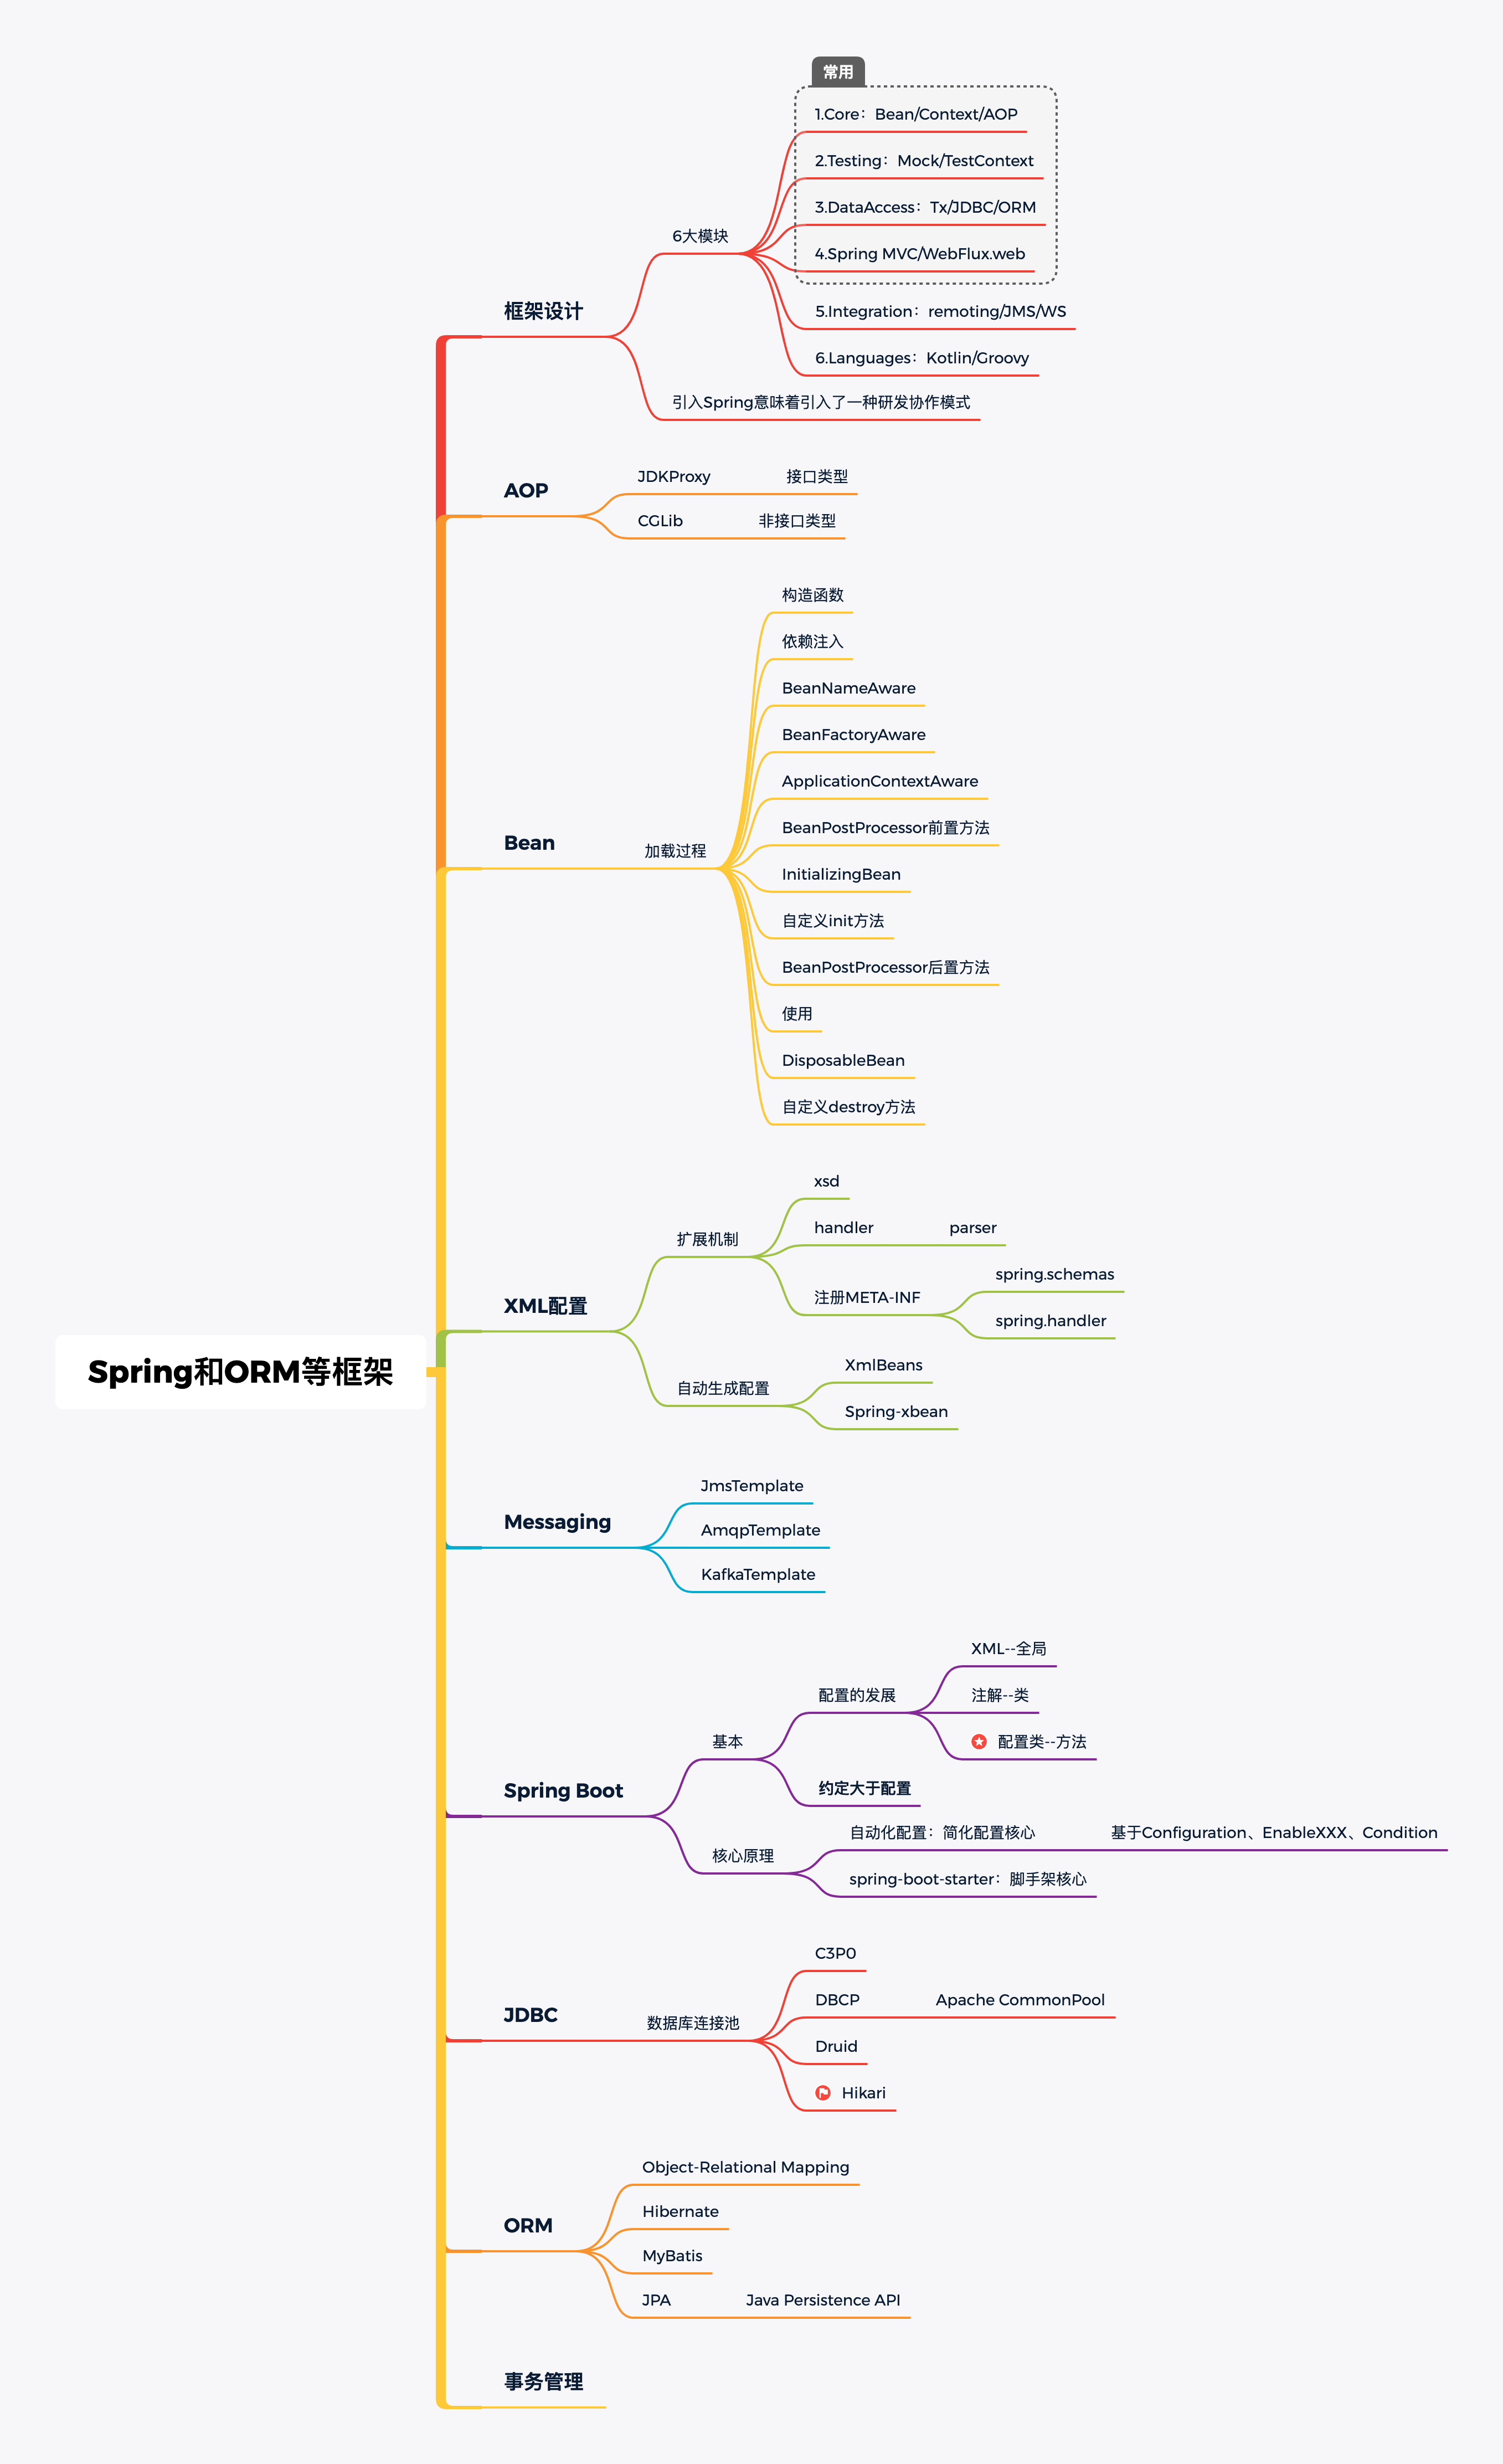 常用
1.Core：Bean/Context/AOP
2.Testing：Mock/TestContext
3.DataAccess：Tx/JDBC/ORM
6大模块
4.Spring MVC/WebFlux.web
框架设计
5.Integration：remoting/JMS/WS
6.Languages：Kotlin/Groovy
引入Spring意味着引入了一种研发协作模式
AOP
JDKProxy
接口类型
CGLib
非接口类型
构造函数
依赖注入
BeanNameAware
BeanFactoryAware
ApplicationContextAware
BeanPostProcessor前置方法
Bean
加载过程
InitializingBean
自定义init方法
BeanPostProcessor后置方法
使用
DisposableBean
自定义destroy方法
xsd
扩展机制
handler
parser
注册META-INF
spring.schemas
spring.handler
XML配置
自动生成配置
XmlBeans
Spring-xbean
Spring和ORM等框架
Messaging
JmsTemplate
AmqpTemplate
KafkaTemplate
XML--全局
配置的发展
注解--类
基本
配置类--方法
约定大于配置
Spring Boot
核心原理
自动化配置：简化配置核心
基于Configuration、EnableXXX、Condition
spring-boot-starter：脚手架核心
C3P0
JDBC
数据库连接池
DBCP
Apache CommonPool
Druid
Hikari
Object-Relational Mapping
ORM
Hibernate
MyBatis
JPA
Java Persistence API
事务管理